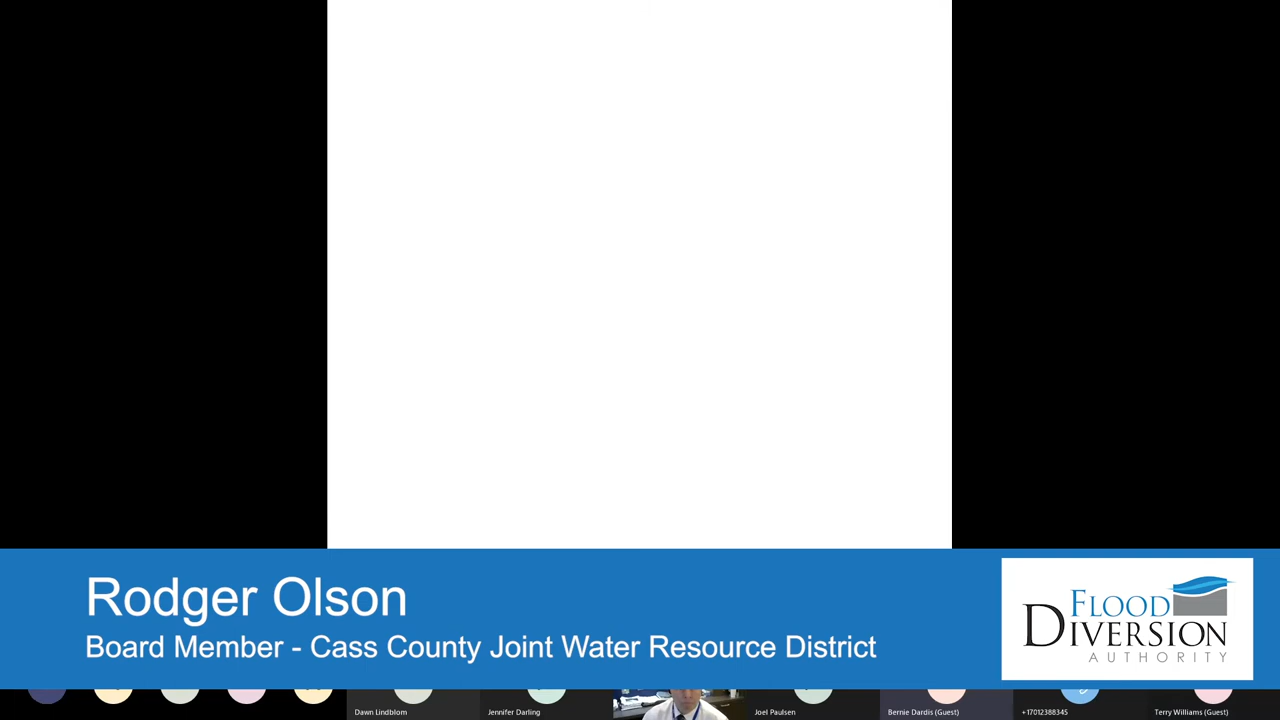 Rodger Olson
Board Member - Cass County Joint Water Resource District
FLOOD
DIVERSION
AUTHORITY
Dawn Lindblom
Jennifer Darling
Joel Paulsen
Bernie Dardis (Guest)
+17012388345
Terry Williams (Guest)